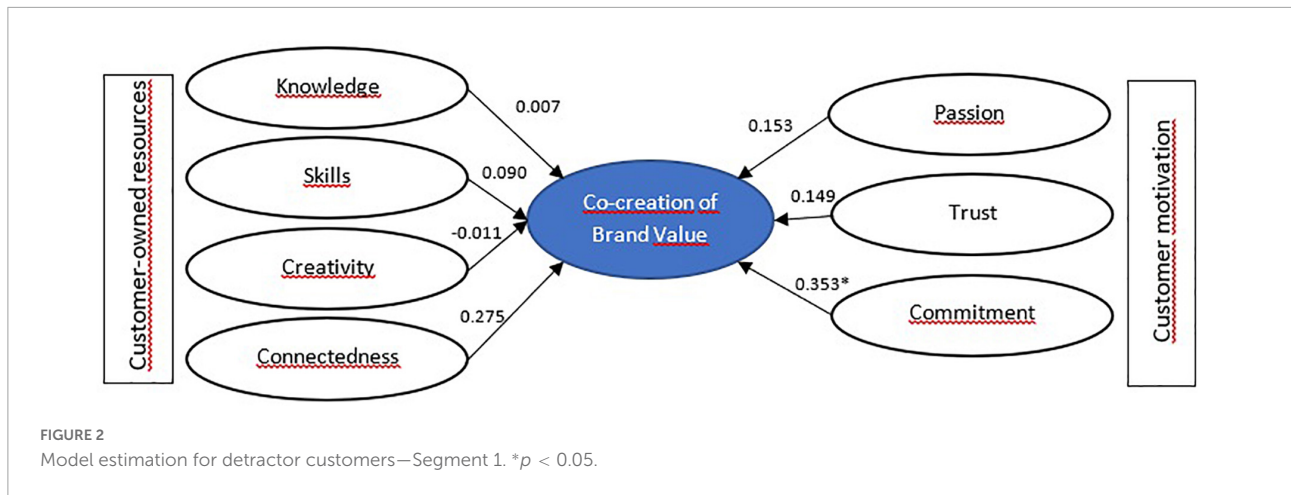 Customer-owned resources
Knowledge
0.007
Skills
0.090
Creativity
-0.011
Connectedness
0.275
Co-creation of
Brand Value
Passion
0.153
Trust
0.149
Commitment
0.353*
Customer motivation
FIGURE 2
Model estimation for detractor customers—Segment 1. *p < 0.05.